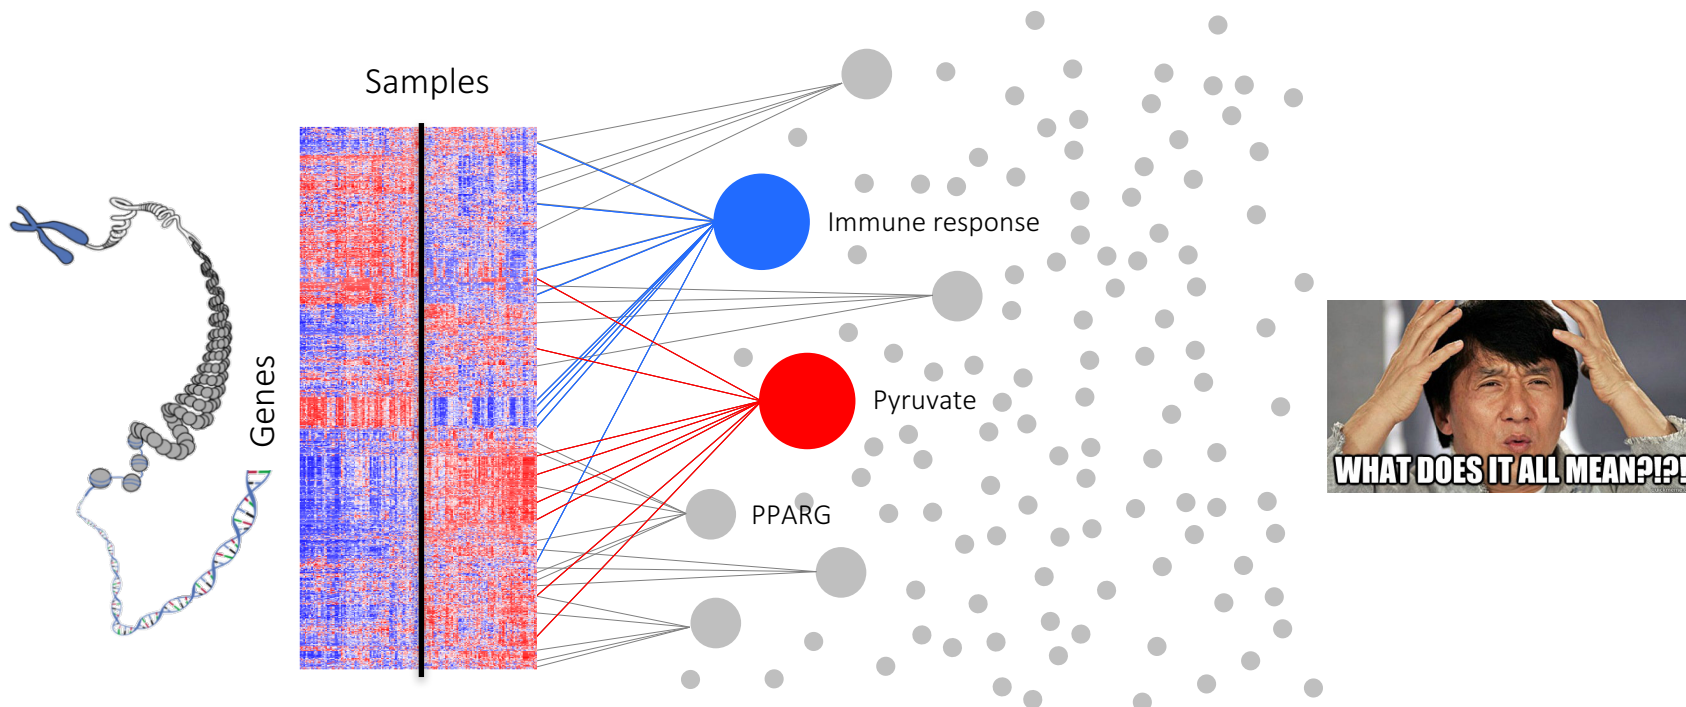 Samples
Genes
Immune response
Pyruvate
PPARG
WHAT DOES IT ALL MEAN?!?!